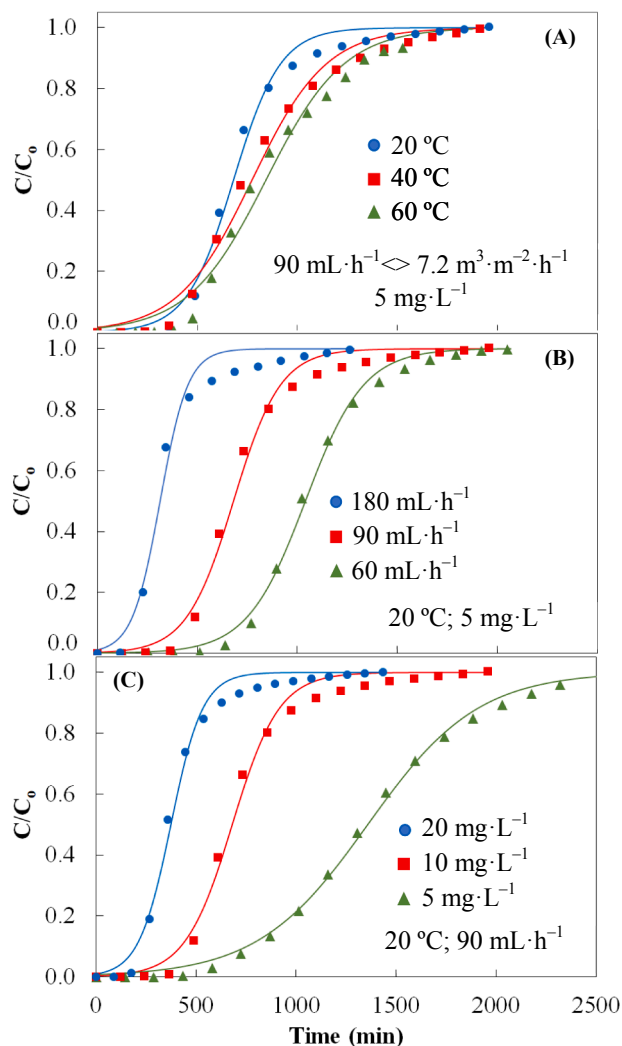 1.0
(A)
0.8
0.6
C/Cₒ
20 ºC
0.4
40 ºC
60 ºC
0.2
90 mL·h⁻¹<> 7.2 m³·m⁻²·h⁻¹
5 mg·L⁻¹
0.0
1.0
(B)
0.8
0.6
C/Cₒ
180 mL·h⁻¹
0.4
90 mL·h⁻¹
60 mL·h⁻¹
0.2
20 ºC; 5 mg·L⁻¹
0.0
1.0
(C)
0.8
0.6
C/Cₒ
20 mg·L⁻¹
0.4
10 mg·L⁻¹
5 mg·L⁻¹
0.2
20 ºC; 90 mL·h⁻¹
0.0
0 500 1000 1500 2000 2500
Time (min)